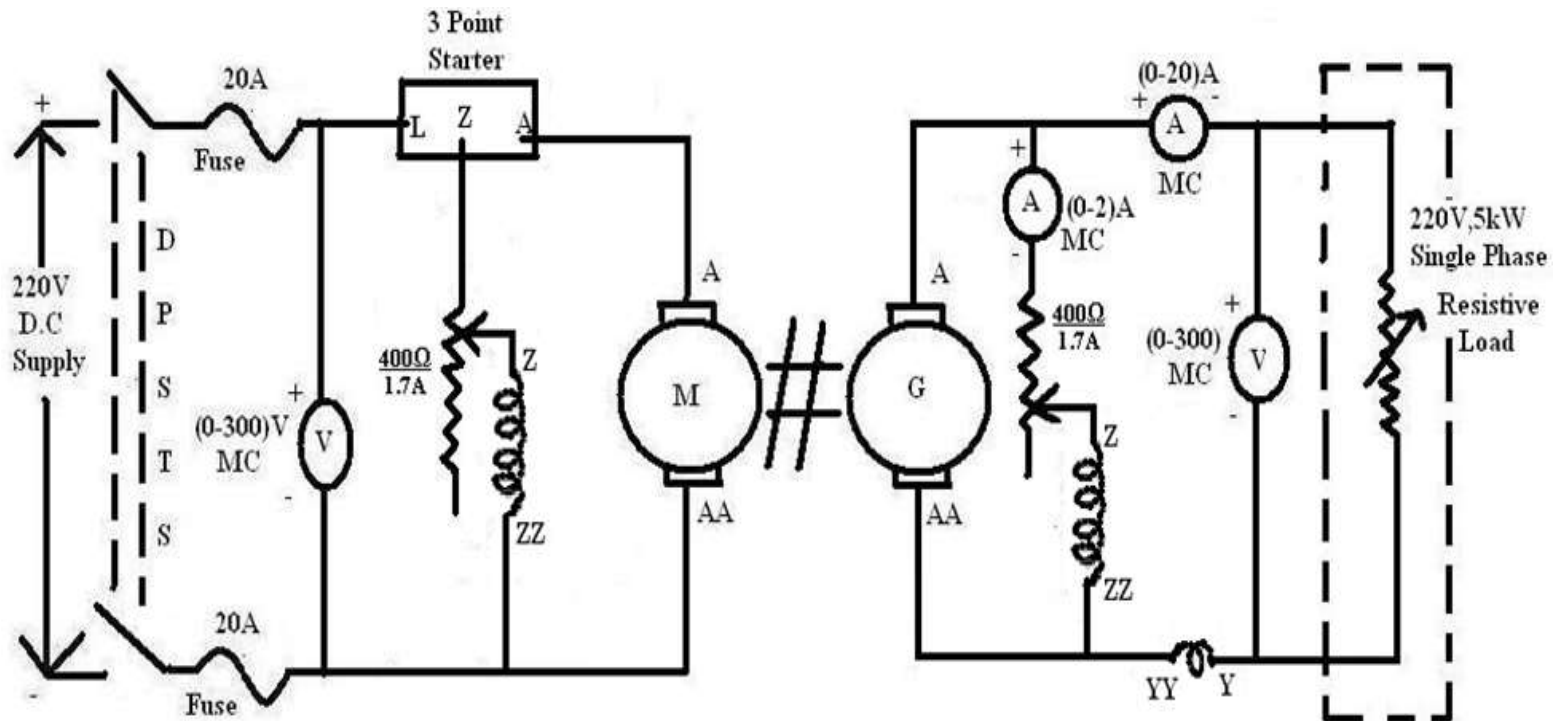 3 Point
Starter
20A
Fuse
+
L
Z
A
220V
D.C
Supply
D
P
S
T
S
+
(0-300)V
MC
V
-
400Ω
1.7A
Z
ZZ
A
M
AA
-
20A
Fuse
(0-20)A
+
-
A
MC
+
A
(0-2)A
MC
-
A
G
AA
400Ω
1.7A
Z
ZZ
YY
Y
+
(0-300)
MC
V
-
220V,5kW
Single Phase
Resistive
Load